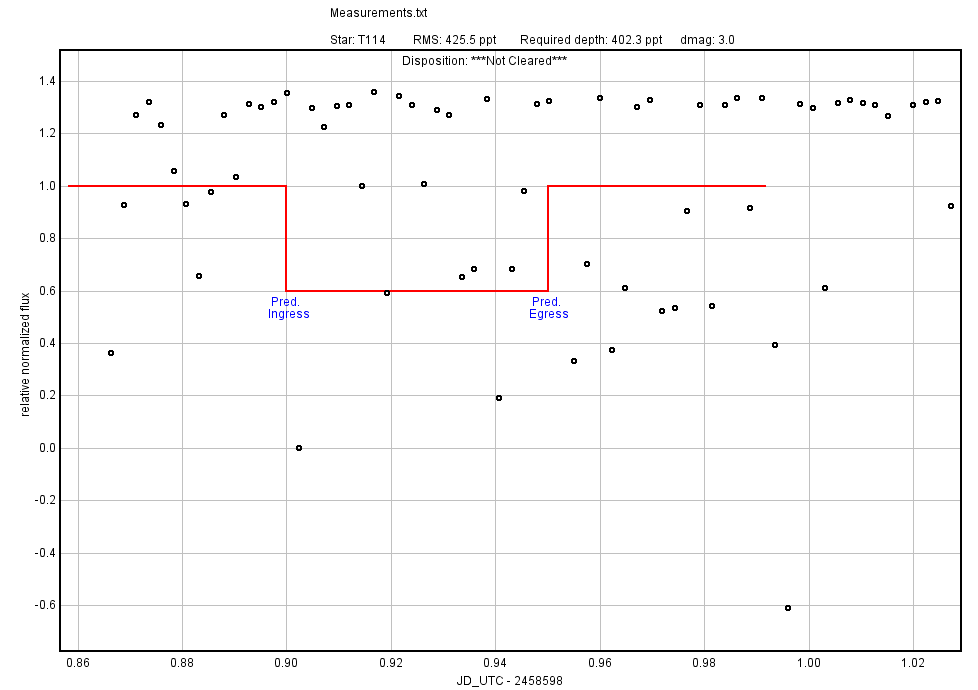 Measurements.txt
Star: T114 RMS: 425.5 ppt Required depth: 402.3 ppt dmag: 3.0
Disposition: ***Not Cleared***
1.4
1.2
1.0
0.8
0.6
0.4
0.2
0.0
-0.2
-0.4
-0.6
relative normalized flux
Pred.
Ingress
Pred.
Egress
0.86 0.88 0.90 0.92 0.94 0.96 0.98 1.00 1.02
JD_UTC - 2458598